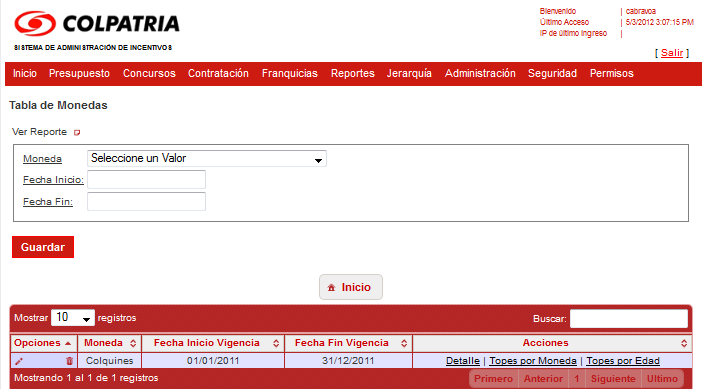 COLPATRIA
SISTEMA DE ADMINISTRACIÓN DE INCENTIVOS
Bienvenido | cabravoa
Último Acceso | 5/3/2012 3:07:15 PM
IP de último Ingreso |
[ Salir ]
Inicio Presupuesto Concursos Contratación Franquicias Reportes Jerarquía Administración Seguridad Permisos
Tabla de Monedas
Ver Reporte
Moneda Seleccione un Valor
Fecha Inicio:
Fecha Fin:
Guardar
Inicio
Mostrar 10 registros Buscar:
Opciones Moneda Fecha Inicio Vigencia Fecha Fin Vigencia Acciones
Colquines 01/01/2011 31/12/2011 Detalle | Topes por Moneda | Topes por Edad
Mostrando 1 al 1 de 1 registros Primero Anterior 1 Siguiente Ultimo